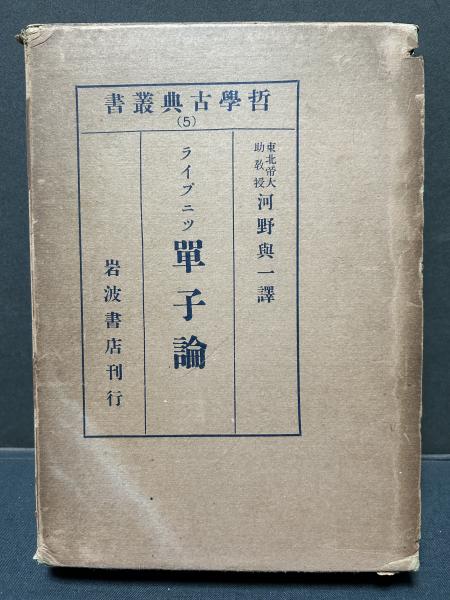 哲學古典叢書
(5)
東北帝大
助教授
河野與一譯
ライプニツ
單子論
岩波書店刊行